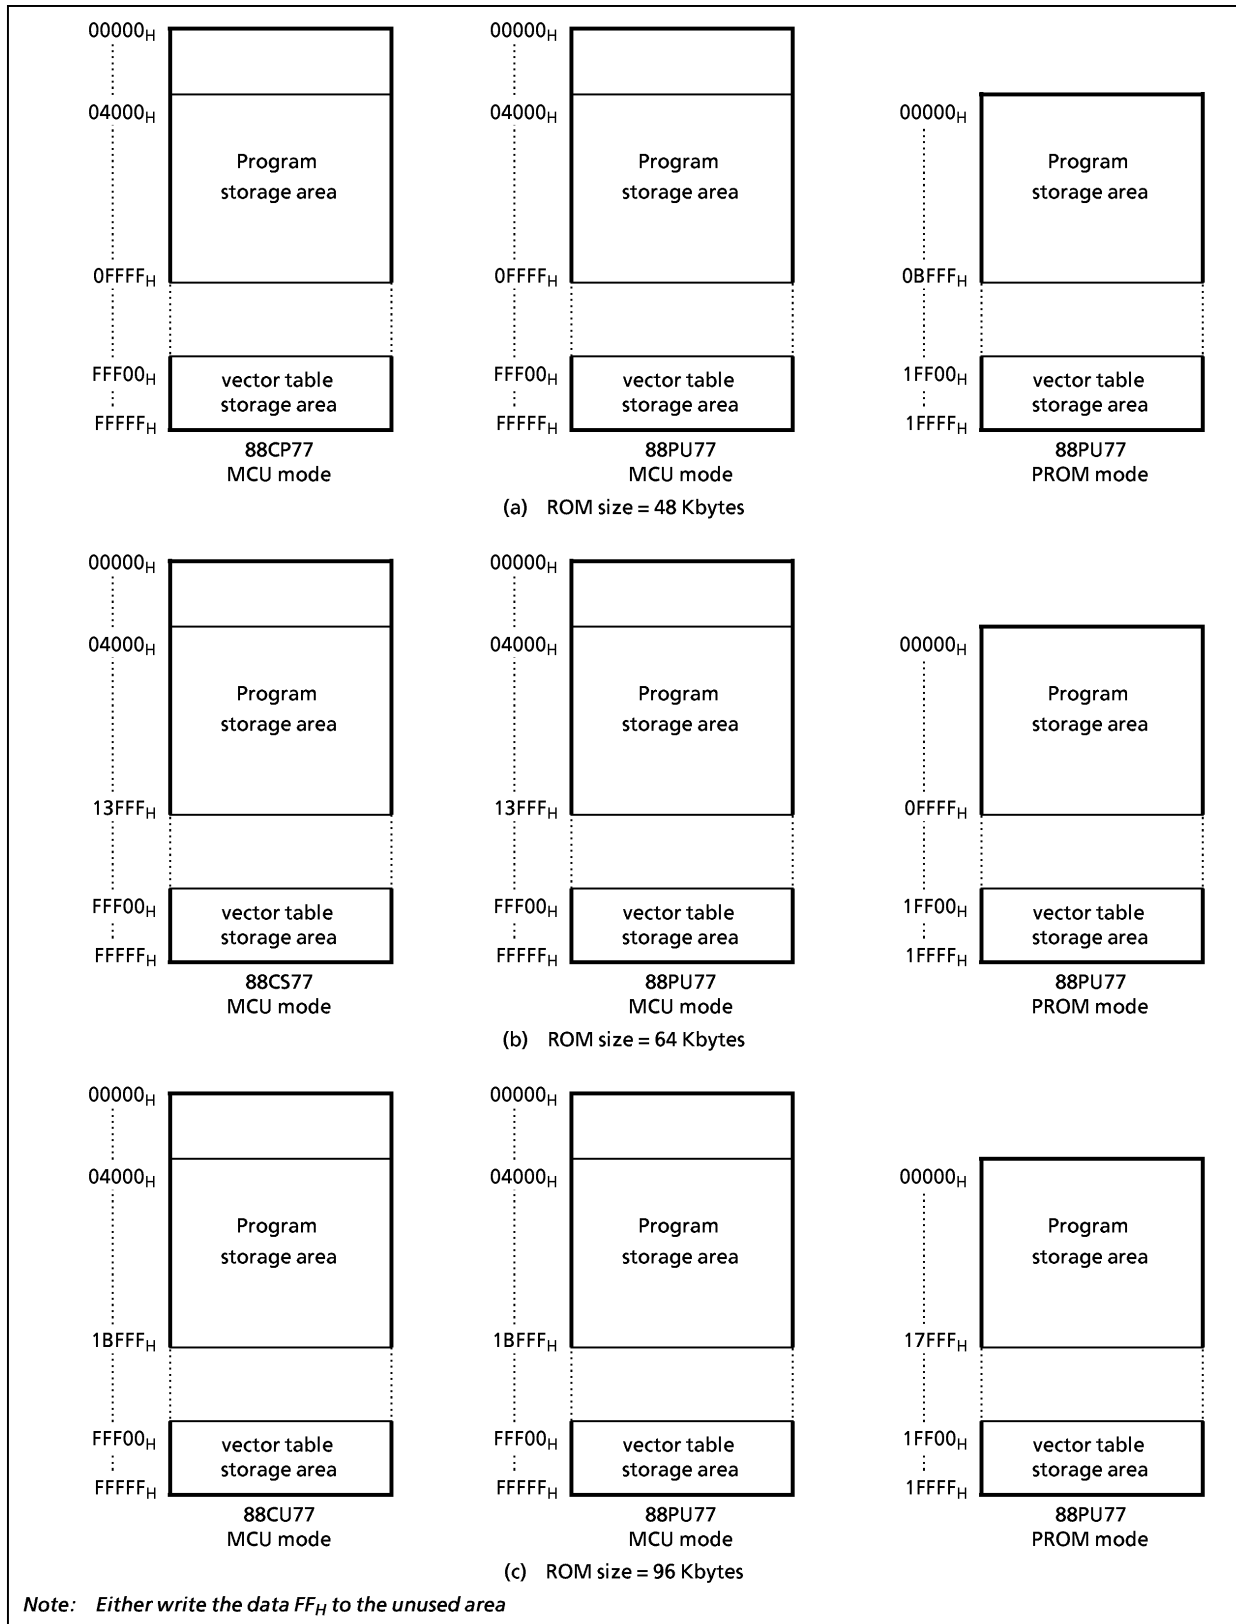 00000H 00000H
04000H 04000H 00000H
Program Program Program
storage area storage area storage area
0FFFFH 0FFFFH 0BFFFH
FFF00H vector table FFF00H vector table 1FF00H vector table
storage area storage area storage area
FFFFFH FFFFFH 1FFFFH
88CP77 88PU77 88PU77
MCU mode MCU mode PROM mode
(a) ROM size = 48 Kbytes
00000H 00000H
04000H 04000H 00000H
Program Program Program
storage area storage area storage area
13FFFH 13FFFH 0FFFFH
FFF00H vector table FFF00H vector table 1FF00H vector table
storage area storage area storage area
FFFFFH FFFFFH 1FFFFH
88CS77 88PU77 88PU77
MCU mode MCU mode PROM mode
(b) ROM size = 64 Kbytes
00000H 00000H
04000H 04000H 00000H
Program Program Program
storage area storage area storage area
1BFFFH 1BFFFH 17FFFH
FFF00H vector table FFF00H vector table 1FF00H vector table
storage area storage area storage area
FFFFFH FFFFFH 1FFFFH
88CU77 88PU77 88PU77
MCU mode MCU mode PROM mode
(c) ROM size = 96 Kbytes
Note: Either write the data FFH to the unused area